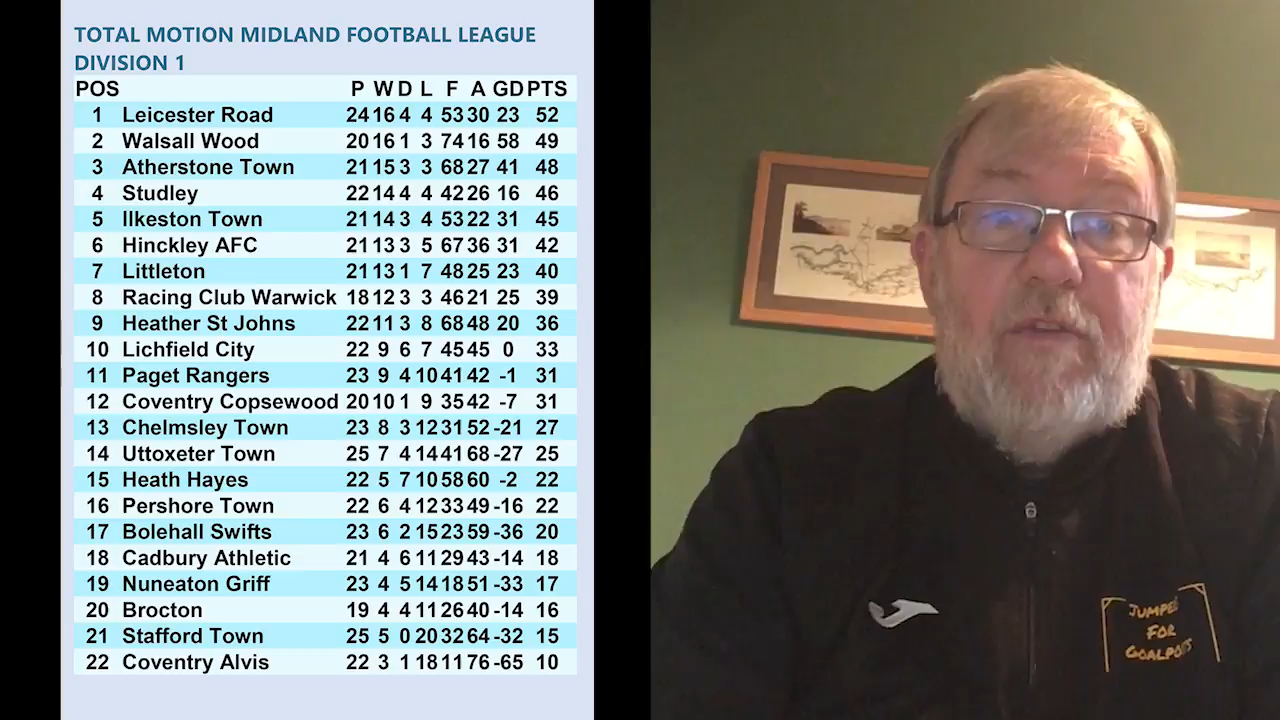 TOTAL MOTION MIDLAND FOOTBALL LEAGUE
DIVISION 1
POS P W D L F A GD PTS
1 Leicester Road 24 16 4 4 53 30 23 52
2 Walsall Wood 20 16 1 3 74 16 58 49
3 Atherstone Town 21 15 3 3 68 27 41 48
4 Studley 22 14 4 4 42 26 16 46
5 Ilkeston Town 21 14 3 4 53 22 31 45
6 Hinckley AFC 21 13 3 5 67 36 31 42
7 Littleton 21 13 1 7 48 25 23 40
8 Racing Club Warwick 18 12 3 3 46 21 25 39
9 Heather St Johns 22 11 3 8 68 48 20 36
10 Lichfield City 22 9 6 7 45 45 0 33
11 Paget Rangers 23 9 4 10 41 42 -1 31
12 Coventry Copsewood 20 10 1 9 35 42 -7 31
13 Chelmsley Town 23 8 3 12 31 52 -21 27
14 Uttoxeter Town 25 7 4 14 41 68 -27 25
15 Heath Hayes 22 5 7 10 58 60 -2 22
16 Pershore Town 22 6 4 12 33 49 -16 22
17 Bolehall Swifts 23 6 2 15 23 59 -36 20
18 Cadbury Athletic 21 4 6 11 29 43 -14 18
19 Nuneaton Griff 23 4 5 14 18 51 -33 17
20 Brocton 19 4 4 11 26 40 -14 16
21 Stafford Town 25 5 0 20 32 64 -32 15
22 Coventry Alvis 22 3 1 18 11 76 -65 10
JUMPERS
FOR
GOALPOSTS